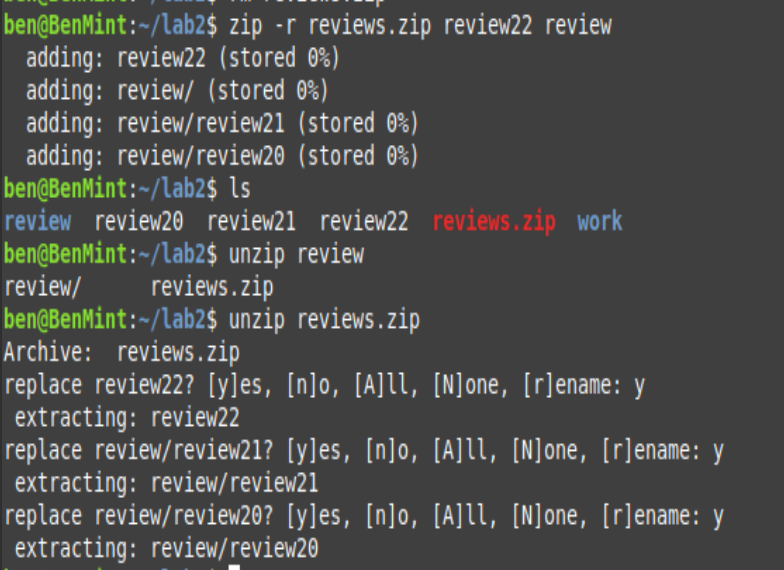 ben@BenMint:~/lab2$ zip -r reviews.zip review22 review
  adding: review22 (stored 0%)
  adding: review/ (stored 0%)
  adding: review/review21 (stored 0%)
  adding: review/review20 (stored 0%)
ben@BenMint:~/lab2$ ls
review  review20  review21  review22  reviews.zip  work
ben@BenMint:~/lab2$ unzip review
review/      reviews.zip
ben@BenMint:~/lab2$ unzip reviews.zip
Archive:  reviews.zip
replace review22? [y]es, [n]o, [A]ll, [N]one, [r]ename: y
 extracting: review22
replace review/review21? [y]es, [n]o, [A]ll, [N]one, [r]ename: y
 extracting: review/review21
replace review/review20? [y]es, [n]o, [A]ll, [N]one, [r]ename: y
 extracting: review/review20